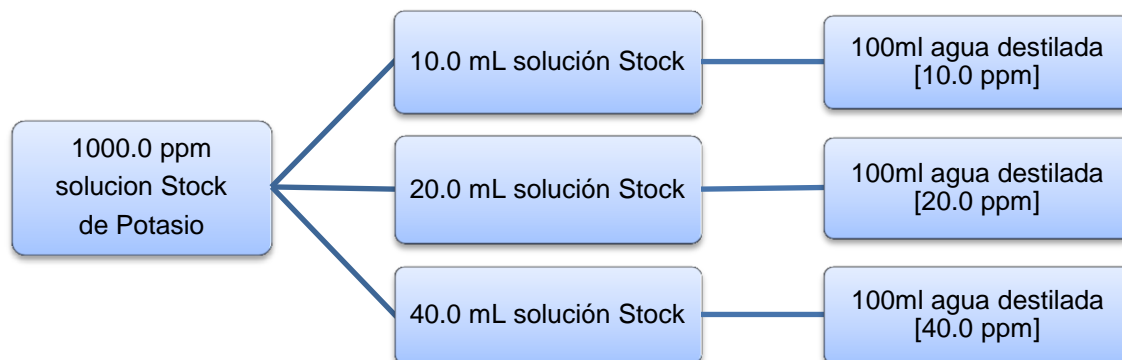 1000.0 ppm
solucion Stock
de Potasio
10.0 mL solución Stock
100ml agua destilada
[10.0 ppm]
20.0 mL solución Stock
100ml agua destilada
[20.0 ppm]
40.0 mL solución Stock
100ml agua destilada
[40.0 ppm]